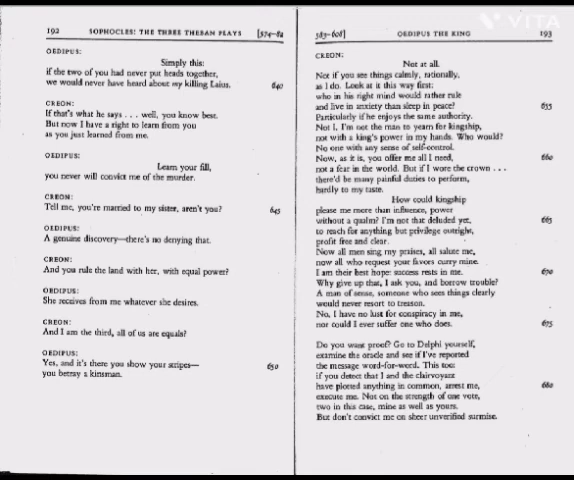 192 SOPHOCLES: THE THREE THEBAN PLAYS [574–82
OEDIPUS:
Simply this:
if the two of you had never put heads together,
we would never have heard about my killing Laius. 640
CREON:
If that's what he says . . . well, you know best.
But now I have a right to learn from you
as you just learned from me.
OEDIPUS:
Learn your fill,
you never will convict me of the murder.
CREON:
Tell me, you're married to my sister, aren't you? 645
OEDIPUS:
A genuine discovery—there's no denying that.
CREON:
And you rule the land with her, with equal power?
OEDIPUS:
She receives from me whatever she desires.
CREON:
And I am the third, all of us are equals?
OEDIPUS:
Yes, and it's there you show your stripes— 650
you betray a kinsman.
583–608] OEDIPUS THE KING 193
VITA
CREON:
Not at all.
Not if you see things calmly, rationally,
as I do. Look at it this way first:
who in his right mind would rather rule
and live in anxiety than sleep in peace? 655
Particularly if he enjoys the same authority.
Not I, I'm not the man to yearn for kingship,
not with a king's power in my hands. Who would?
No one with any sense of self-control.
Now, as it is, you offer me all I need, 660
not a fear in the world. But if I wore the crown . . .
there'd be many painful duties to perform,
hardly to my taste.
How could kingship
please me more than influence, power
without a qualm? I'm not that deluded yet, 665
to reach for anything but privilege outright,
profit free and clear.
Now all men sing my praises, all salute me,
now all who request your favors curry mine.
I am their best hope: success rests in me. 670
Why give up that, I ask you, and borrow trouble?
A man of sense, someone who sees things clearly
would never resort to treason.
No, I have no lust for conspiracy in me,
nor could I ever suffer one who does. 675
Do you want proof? Go to Delphi yourself,
examine the oracle and see if I've reported
the message word-for-word. This too:
if you detect that I and the clairvoyant
have plotted anything in common, arrest me, 680
execute me. Not on the strength of one vote,
two in this case, mine as well as yours.
But don't convict me on sheer unverified surmise.